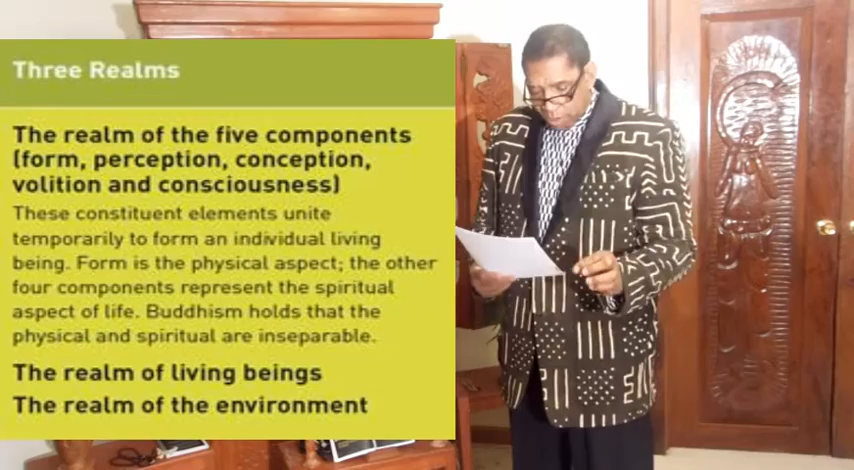 Three Realms
The realm of the five components
(form, perception, conception,
volition and consciousness)
These constituent elements unite
temporarily to form an individual living
being. Form is the physical aspect; the other
four components represent the spiritual
aspect of life. Buddhism holds that the
physical and spiritual are inseparable.
The realm of living beings
The realm of the environment